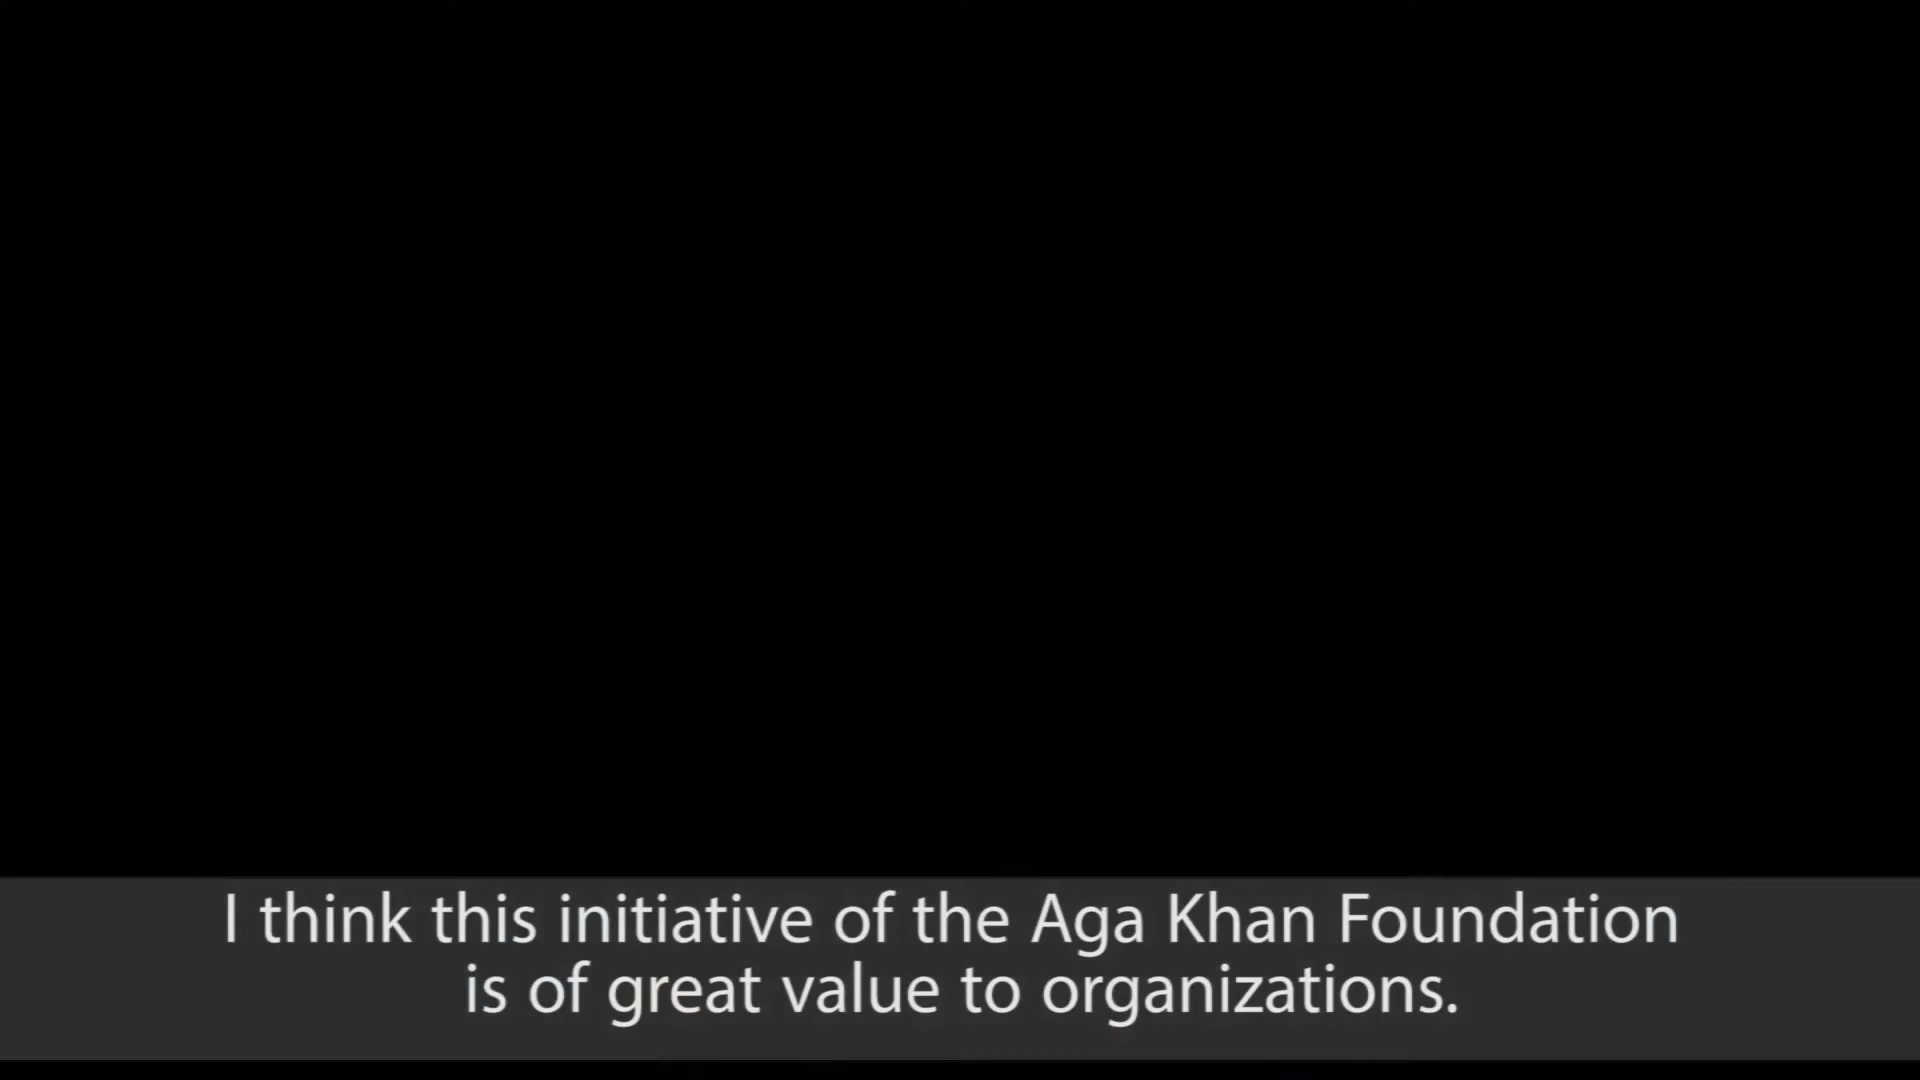 I think this initiative of the Aga Khan Foundation
is of great value to organizations.